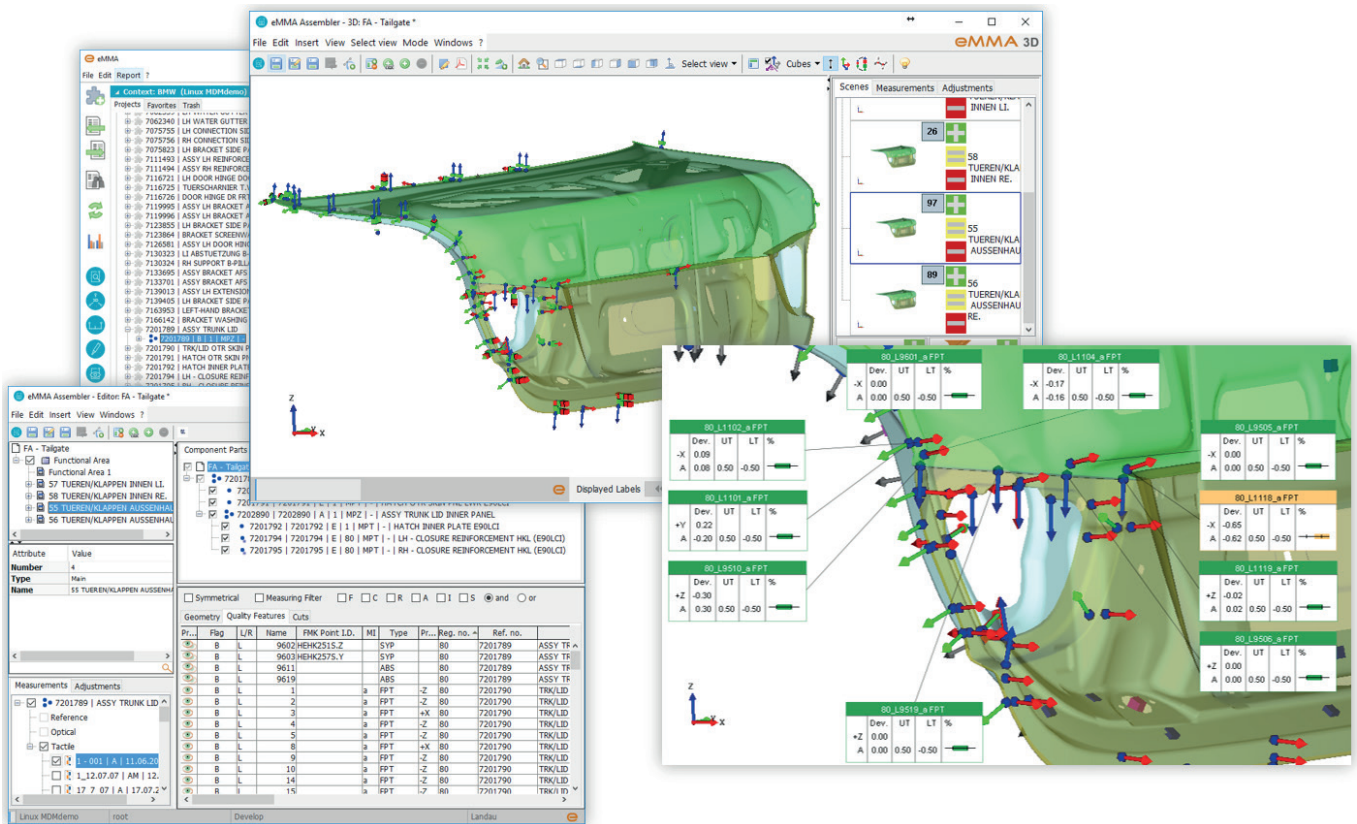 eMMA Assembler - 3D: FA - Tailgate *
File Edit Insert View Select view Mode Windows ?
eMMA 3D
Select view
Cubes
Scenes Measurements Adjustments
INNEN LI.
26
58
TUEREN/KLA
INNEN RE.
97
55
TUEREN/KLA
AUSSENHAU
89
56
TUEREN/KLA
AUSSENHAU
RE.
Z
X
Displayed Labels
eMMA
File Edit Report ?
Context: BMW (Linux MDMdemo)
Projects Favorites Trash
7062340 | LH WATER GUTTER
7075755 | LH CONNECTION SID
7075756 | RH CONNECTION SID
7075823 | LH BRACKET SIDE PA
7111493 | ASSY LH REINFORCE
7111494 | ASSY RH REINFORCE
7116721 | LH DOOR HINGE DOO
7116725 | TUERSCHARNIER T.V
7116726 | DOOR HINGE DR FRT
7119995 | ASSY LH BRACKET A
7119996 | ASSY LH BRACKET A
7123855 | LH BRACKET SIDE PA
7123864 | BRACKET SCREENWA
7126581 | ASSY LH DOOR HING
7130323 | LI ABSTUETZUNG B-
7130324 | RH SUPPORT B-PILLA
7133695 | ASSY BRACKET AFS
7133701 | ASSY BRACKET AFS
7139013 | ASSY LH EXTENSION
7139405 | LH BRACKET SIDE PA
7163953 | LEFT-HAND BRACKET
7166142 | BRACKET WASHING
7201789 | ASSY TRUNK LID
7201789 | B | 1 | MPZ | -
7201790 | TRK/LID OTR SKIN P
7201791 | HATCH OTR SKIN PN
7201792 | HATCH INNER PLATE
7201794 | LH - CLOSURE REINF
eMMA Assembler - Editor: FA - Tailgate *
File Edit Insert View Windows ?
FA - Tailgate
Functional Area
Functional Area 1
57 TUEREN/KLAPPEN INNEN LI.
58 TUEREN/KLAPPEN INNEN RE.
55 TUEREN/KLAPPEN AUSSENHAU
56 TUEREN/KLAPPEN AUSSENHAU
Attribute Value
Number 4
Type Main
Name 55 TUEREN/KLAPPEN AUSSENHA
Measurements Adjustments
7201789 | ASSY TRUNK LID
Reference
Optical
Tactile
1 - 001 | A | 11.06.20
1_12.07.07 | AM | 12.
17_7_07 | A | 17.07.2
Component Parts
FA - Tailgat
7202890 | 7202890 | A | 1 | MPZ | - | ASSY TRUNK LID INNER PANEL
7201792 | 7201792 | E | 1 | MPT | - | HATCH INNER PLATE E90LCI
7201794 | 7201794 | E | 80 | MPT | - | LH - CLOSURE REINFORCEMENT HKL (E90LCI)
7201795 | 7201795 | E | 80 | MPT | - | RH - CLOSURE REINFORCEMENT HKL (E90LCI)
Symmetrical Measuring Filter F C R A I S and or
Geometry Quality Features Cuts
Pr... Flag L/R Name FMK Point I.D. MI Type Pr... Reg. no. Ref. no.
B L 9602 HEHK251S.Z SYP 80 7201789 ASSY TR
B L 9603 HEHK257S.Y SYP 80 7201789 ASSY TR
B L 9611 ABS 80 7201789 ASSY TR
B L 9619 ABS 80 7201789 ASSY TR
B L 1 a FPT -Z 80 7201790 TRK/LID
B L 2 a FPT -Z 80 7201790 TRK/LID
B L 3 a FPT +X 80 7201790 TRK/LID
B L 4 a FPT -Z 80 7201790 TRK/LID
B L 5 a FPT -Z 80 7201790 TRK/LID
B L 8 a FPT +X 80 7201790 TRK/LID
B L 9 a FPT -Z 80 7201790 TRK/LID
B L 10 a FPT -Z 80 7201790 TRK/LID
B L 14 a FPT -Z 80 7201790 TRK/LID
B L 15 a FPT -Z 80 7201790 TRK/LID
Linux MDMdemo root Develop Landau
80_L9601_a FPT
Dev. UT LT %
-X 0.00
A 0.00 0.50 -0.50
80_L1104_a FPT
Dev. UT LT %
-X -0.17
A -0.16 0.50 -0.50
80_L1102_a FPT
Dev. UT LT %
-X 0.09
A 0.08 0.50 -0.50
80_L9505_a FPT
Dev. UT LT %
-X 0.00
A 0.00 0.50 -0.50
80_L1101_a FPT
Dev. UT LT %
+Y 0.22
A -0.20 0.50 -0.50
80_L1118_a FPT
Dev. UT LT %
-X -0.65
A -0.62 0.50 -0.50
80_L9510_a FPT
Dev. UT LT %
+Z -0.30
A 0.30 0.50 -0.50
80_L1119_a FPT
Dev. UT LT %
+Z -0.02
A 0.02 0.50 -0.50
80_L9506_a FPT
Dev. UT LT %
+Z 0.00
A 0.00 0.50 -0.50
80_L9519_a FPT
Dev. UT LT %
+Z 0.00
A 0.00 0.50 -0.50
Z
X